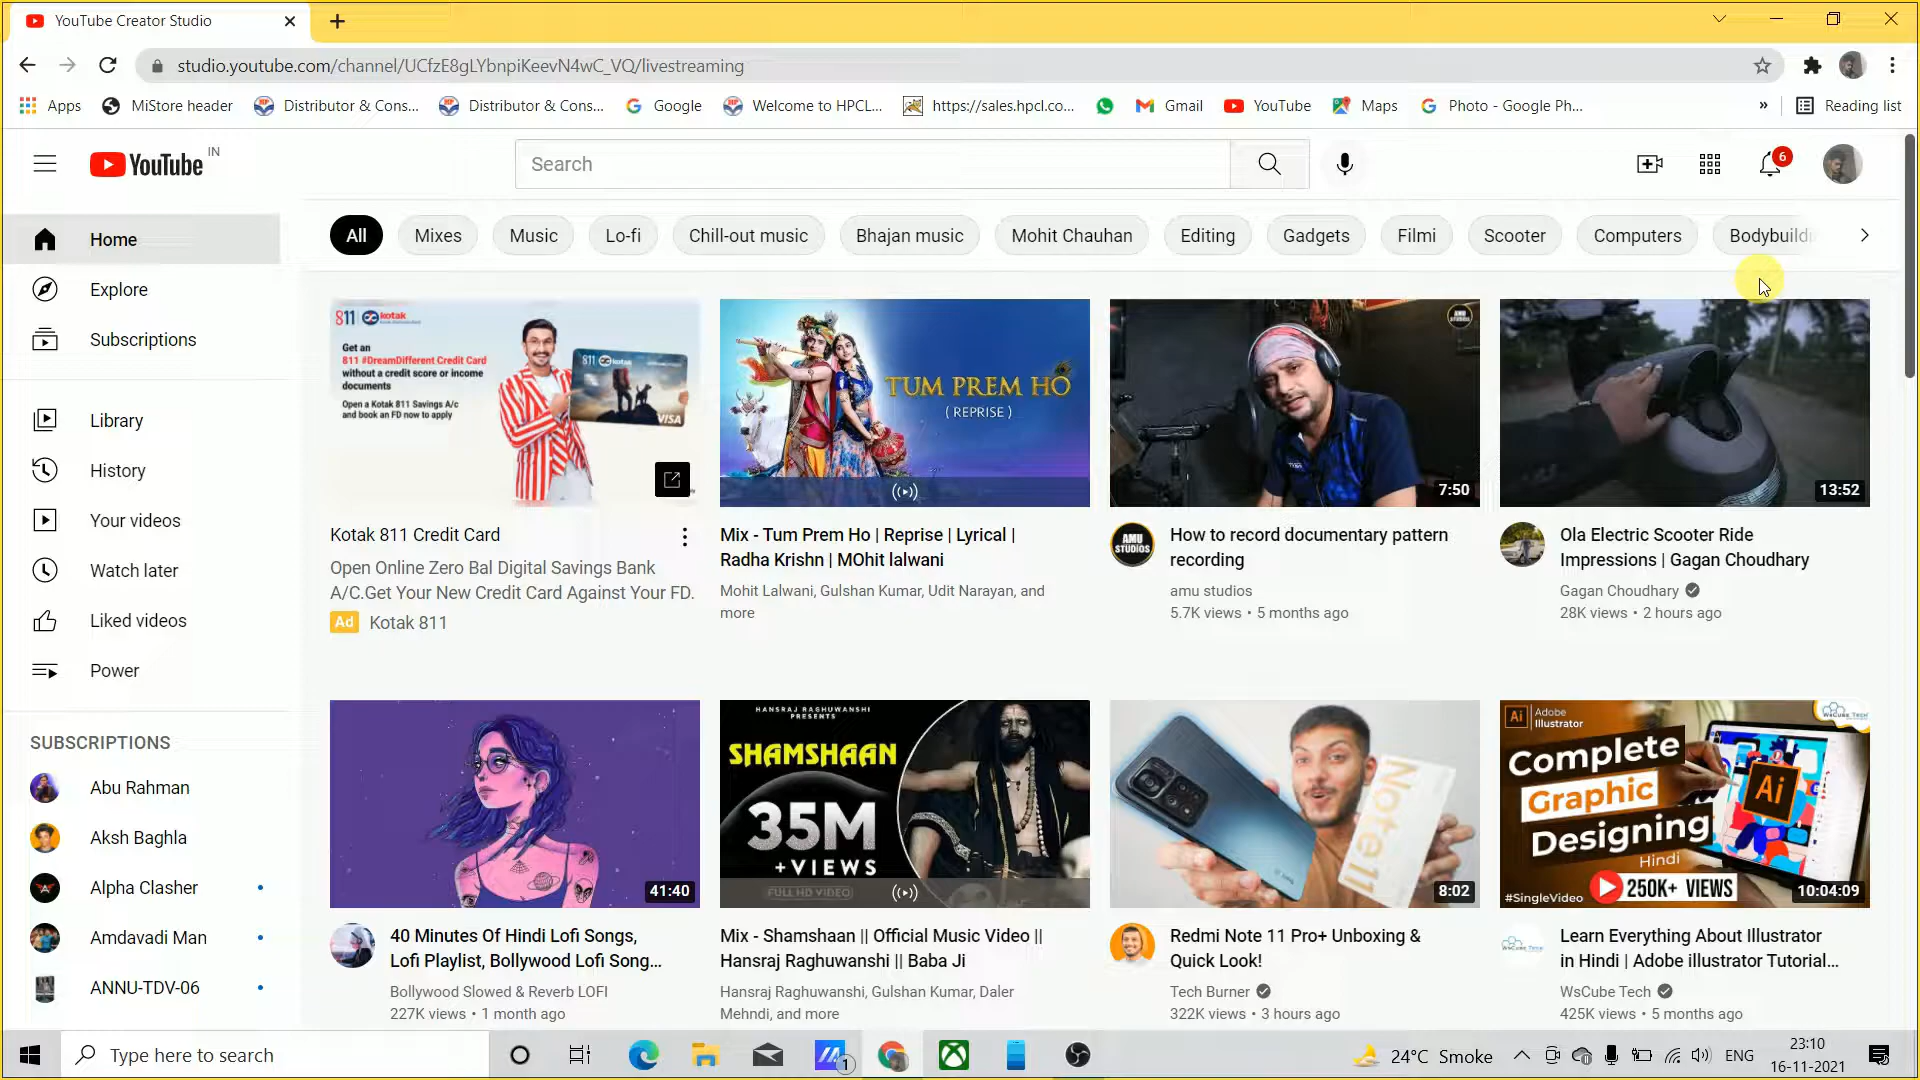 YouTube Creator Studio
studio.youtube.com/channel/UCfzE8gLYbnpiKeevN4wC_VQ/livestreaming
Apps MiStore header Distributor & Cons... Distributor & Cons... Google Welcome to HPCL... https://sales.hpcl.co... Gmail YouTube Maps Photo - Google Ph... » Reading list
YouTube IN Search 6
All Mixes Music Lo-fi Chill-out music Bhajan music Mohit Chauhan Editing Gadgets Filmi Scooter Computers Bodybuildi
Home
Explore
Subscriptions
Library
History
Your videos
Watch later
Liked videos
Power
SUBSCRIPTIONS
Abu Rahman
Aksh Baghla
Alpha Clasher
Amdavadi Man
ANNU-TDV-06
811 kotak
Get an
811 #DreamDifferent Credit Card
without a credit score or income
documents
Open a Kotak 811 Savings A/c
and book an FD now to apply
811 kotak
VISA
Kotak 811 Credit Card
Open Online Zero Bal Digital Savings Bank
A/C.Get Your New Credit Card Against Your FD.
Ad Kotak 811
TUM PREM HO
( REPRISE )
Mix - Tum Prem Ho | Reprise | Lyrical |
Radha Krishn | MOhit lalwani
Mohit Lalwani, Gulshan Kumar, Udit Narayan, and
more
AMU
STUDIOS
7:50
AMU
STUDIOS
How to record documentary pattern
recording
amu studios
5.7K views • 5 months ago
13:52
Ola Electric Scooter Ride
Impressions | Gagan Choudhary
Gagan Choudhary
28K views • 2 hours ago
41:40
40 Minutes Of Hindi Lofi Songs,
Lofi Playlist, Bollywood Lofi Song...
Bollywood Slowed & Reverb LOFI
227K views • 1 month ago
HANSRAJ RAGHUWANSHI
PRESENTS
SHAMSHAAN
35M
+VIEWS
FULL HD VIDEO
Mix - Shamshaan || Official Music Video ||
Hansraj Raghuwanshi || Baba Ji
Hansraj Raghuwanshi, Gulshan Kumar, Daler
Mehndi, and more
Note 11
8:02
Redmi Note 11 Pro+ Unboxing &
Quick Look!
Tech Burner
322K views • 3 hours ago
Ai Adobe
Illustrator
WsCube Tech
Complete
Graphic
Designing
Hindi
Ai
#SingleVideo 250K+ VIEWS
10:04:09
WsCube Tech
Learn Everything About Illustrator
in Hindi | Adobe illustrator Tutorial...
WsCube Tech
425K views • 5 months ago
Type here to search
1
24°C Smoke
ENG
23:10
16-11-2021